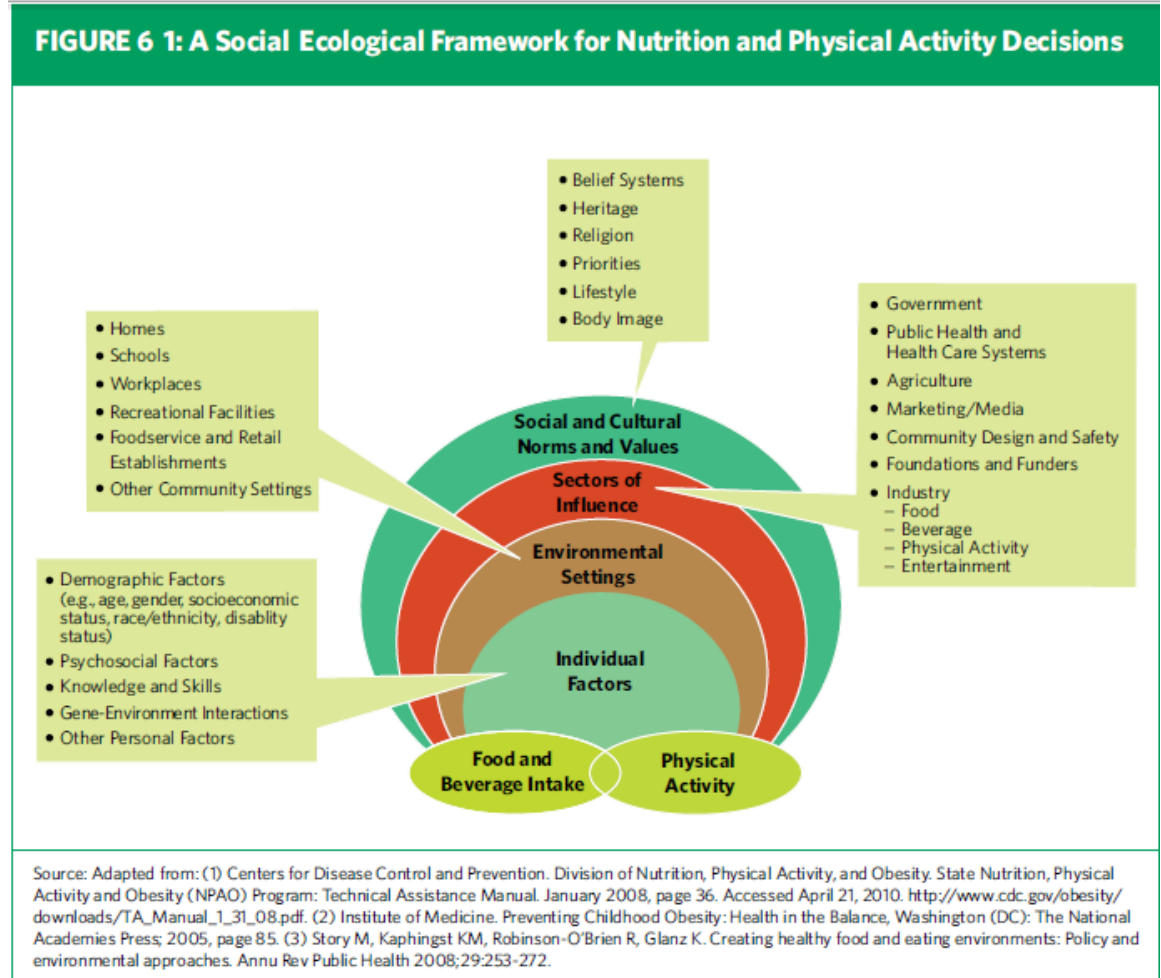 FIGURE 6 1: A Social Ecological Framework for Nutrition and Physical Activity Decisions
• Belief Systems
• Heritage
• Religion
• Priorities
• Lifestyle
• Body Image
• Homes
• Schools
• Workplaces
• Recreational Facilities
• Foodservice and Retail
Establishments
• Other Community Settings
• Government
• Public Health and
Health Care Systems
• Agriculture
• Marketing/Media
• Community Design and Safety
• Foundations and Funders
• Industry
– Food
– Beverage
– Physical Activity
– Entertainment
• Demographic Factors
(e.g., age, gender, socioeconomic
status, race/ethnicity, disablity
status)
• Psychosocial Factors
• Knowledge and Skills
• Gene-Environment Interactions
• Other Personal Factors
Social and Cultural
Norms and Values
Sectors of
Influence
Environmental
Settings
Individual
Factors
Food and
Beverage Intake
Physical
Activity
Source: Adapted from: (1) Centers for Disease Control and Prevention. Division of Nutrition, Physical Activity, and Obesity. State Nutrition, Physical
Activity and Obesity (NPAO) Program: Technical Assistance Manual. January 2008, page 36. Accessed April 21, 2010. http://www.cdc.gov/obesity/
downloads/TA_Manual_1_31_08.pdf. (2) Institute of Medicine. Preventing Childhood Obesity: Health in the Balance, Washington (DC): The National
Academies Press; 2005, page 85. (3) Story M, Kaphingst KM, Robinson-O'Brien R, Glanz K. Creating healthy food and eating environments: Policy and
environmental approaches. Annu Rev Public Health 2008;29:253-272.